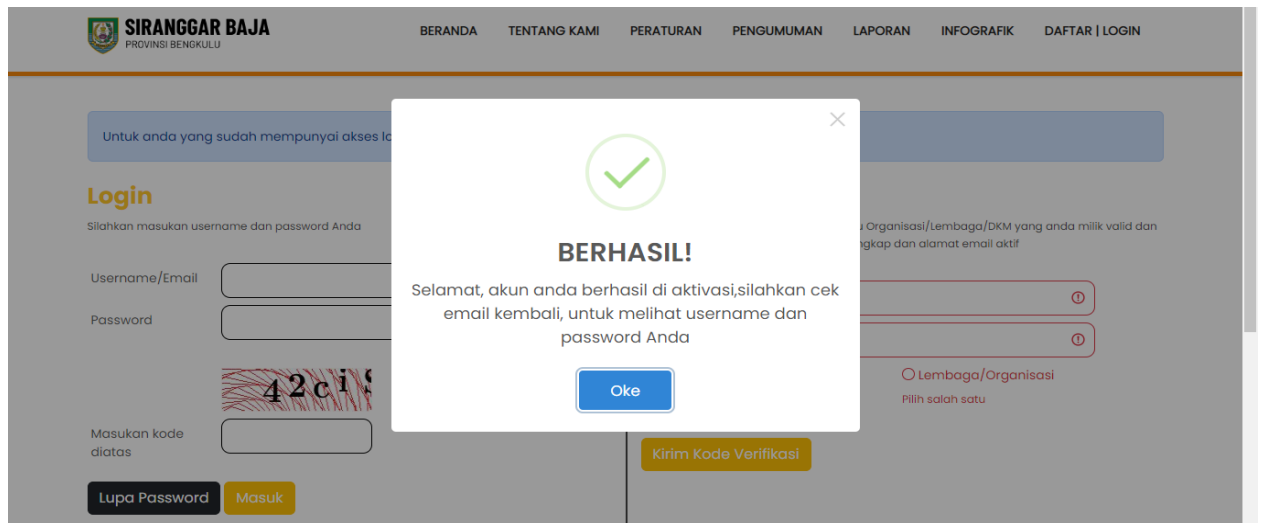 SIRANGGAR BAJA
PROVINSI BENGKULU
BERANDA TENTANG KAMI PERATURAN PENGUMUMAN LAPORAN INFOGRAFIK DAFTAR | LOGIN
Untuk anda yang sudah mempunyai akses
Login
Silahkan masukan username dan password Anda
Username/Email
Password
42ci
Masukan kode
diatas
Lupa Password Masuk
BERHASIL!
Selamat, akun anda berhasil di aktivasi,silahkan cek
email kembali, untuk melihat username dan
password Anda
Oke
Organisasi/Lembaga/DKM yang anda milik valid dan
dan alamat email aktif
Lembaga/Organisasi
Pilih salah satu
Kirim Kode Verifikasi